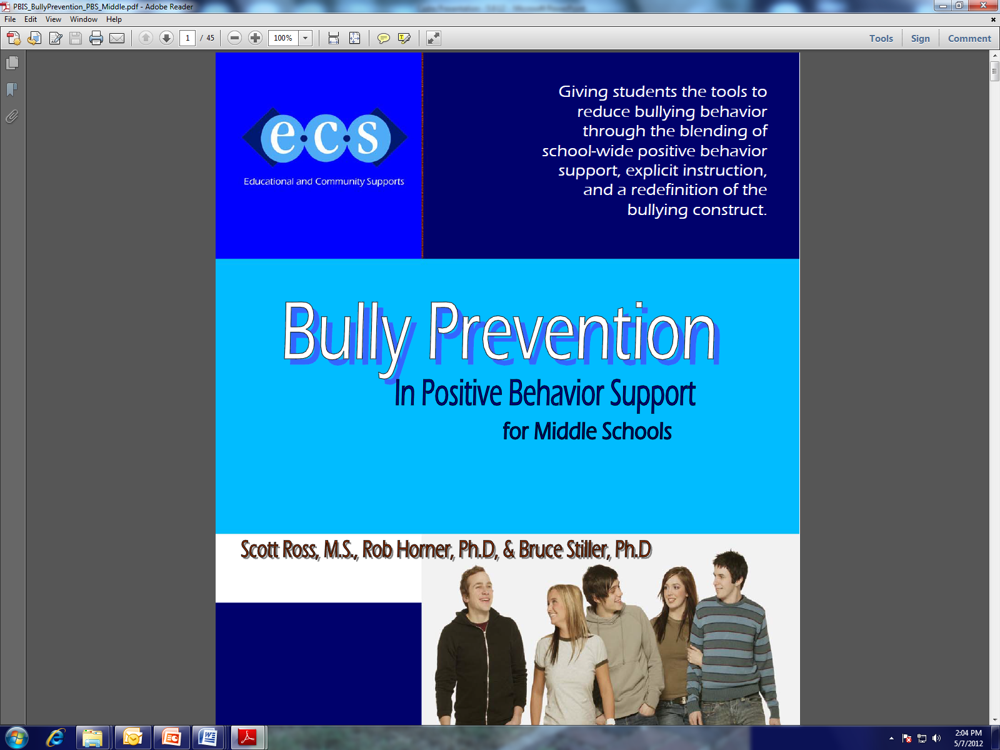 PBIS_BullyPrevention_PBS_Middle.pdf - Adobe Reader
File Edit View Window Help
1 / 45 100% Tools Sign Comment
e·c·s
Educational and Community Supports
Giving students the tools to
reduce bullying behavior
through the blending of
school-wide positive behavior
support, explicit instruction,
and a redefinition of the
bullying construct.
Bully Prevention
In Positive Behavior Support
for Middle Schools
Scott Ross, M.S., Rob Horner, Ph.D, & Bruce Stiller, Ph.D
2:04 PM
5/7/2012